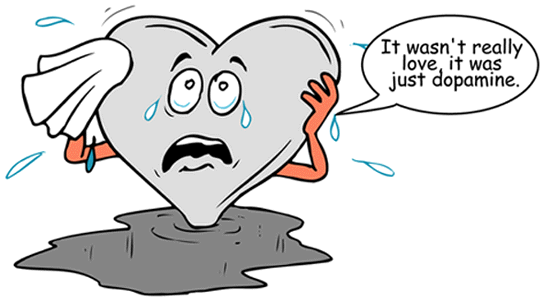 It wasn't really
love, it was
just dopamine.